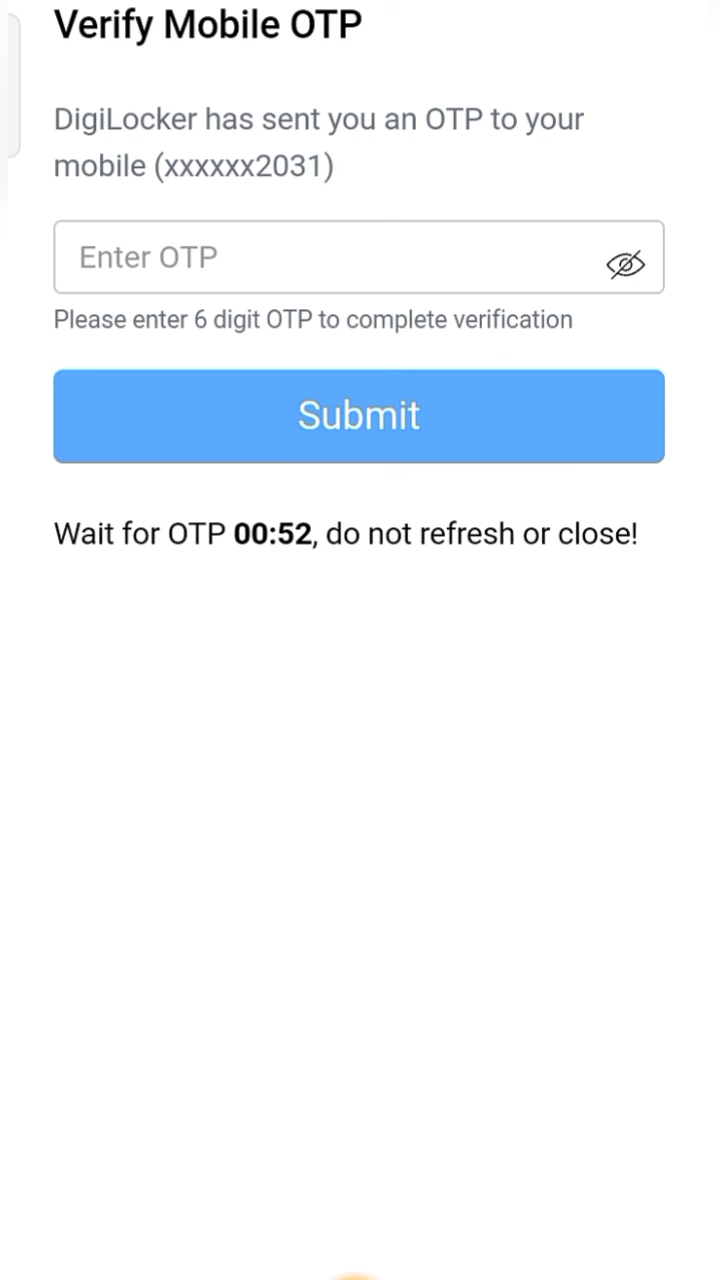 Verify Mobile OTP
DigiLocker has sent you an OTP to your
mobile (xxxxxx2031)
Enter OTP
Please enter 6 digit OTP to complete verification
Submit
Wait for OTP 00:52, do not refresh or close!